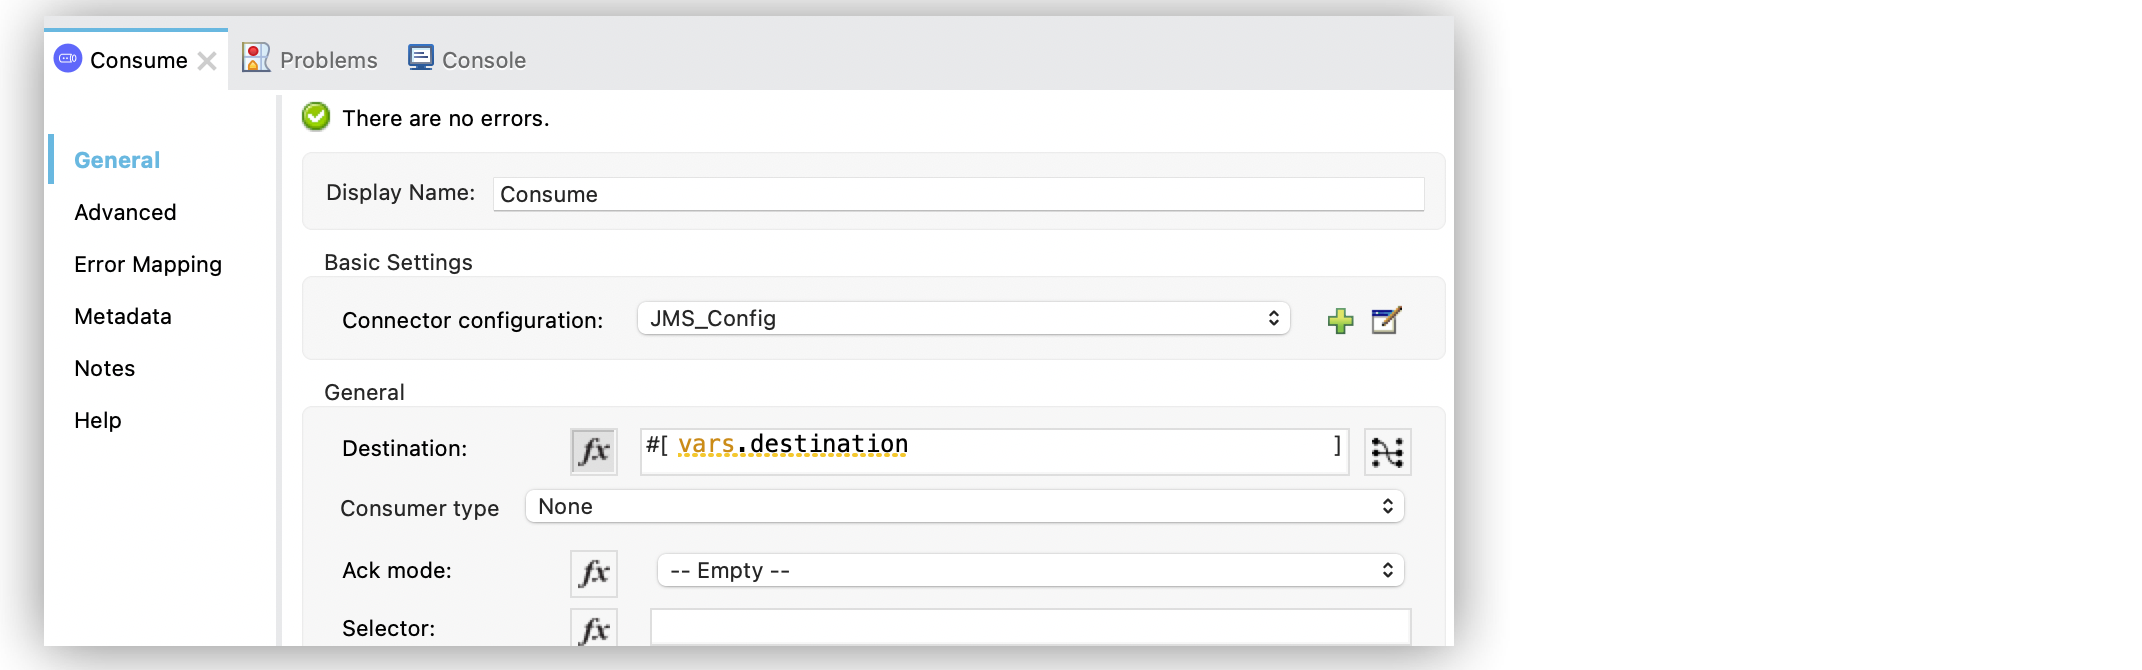 Consume
Problems
Console
General
Advanced
Error Mapping
Metadata
Notes
Help
There are no errors.
Display Name: Consume
Basic Settings
Connector configuration: JMS_Config
General
Destination: fx #[ vars.destination ]
Consumer type None
Ack mode: fx -- Empty --
Selector: fx